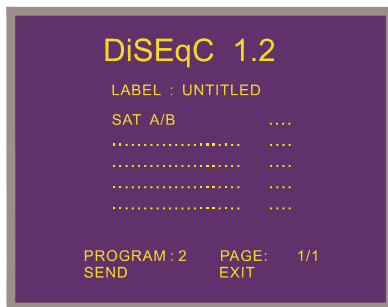 DiSEqC 1.2
LABEL : UNTITLED
SAT A/B ....
....................... ....
....................... ....
....................... ....
....................... ....
PROGRAM : 2 PAGE: 1/1
SEND EXIT